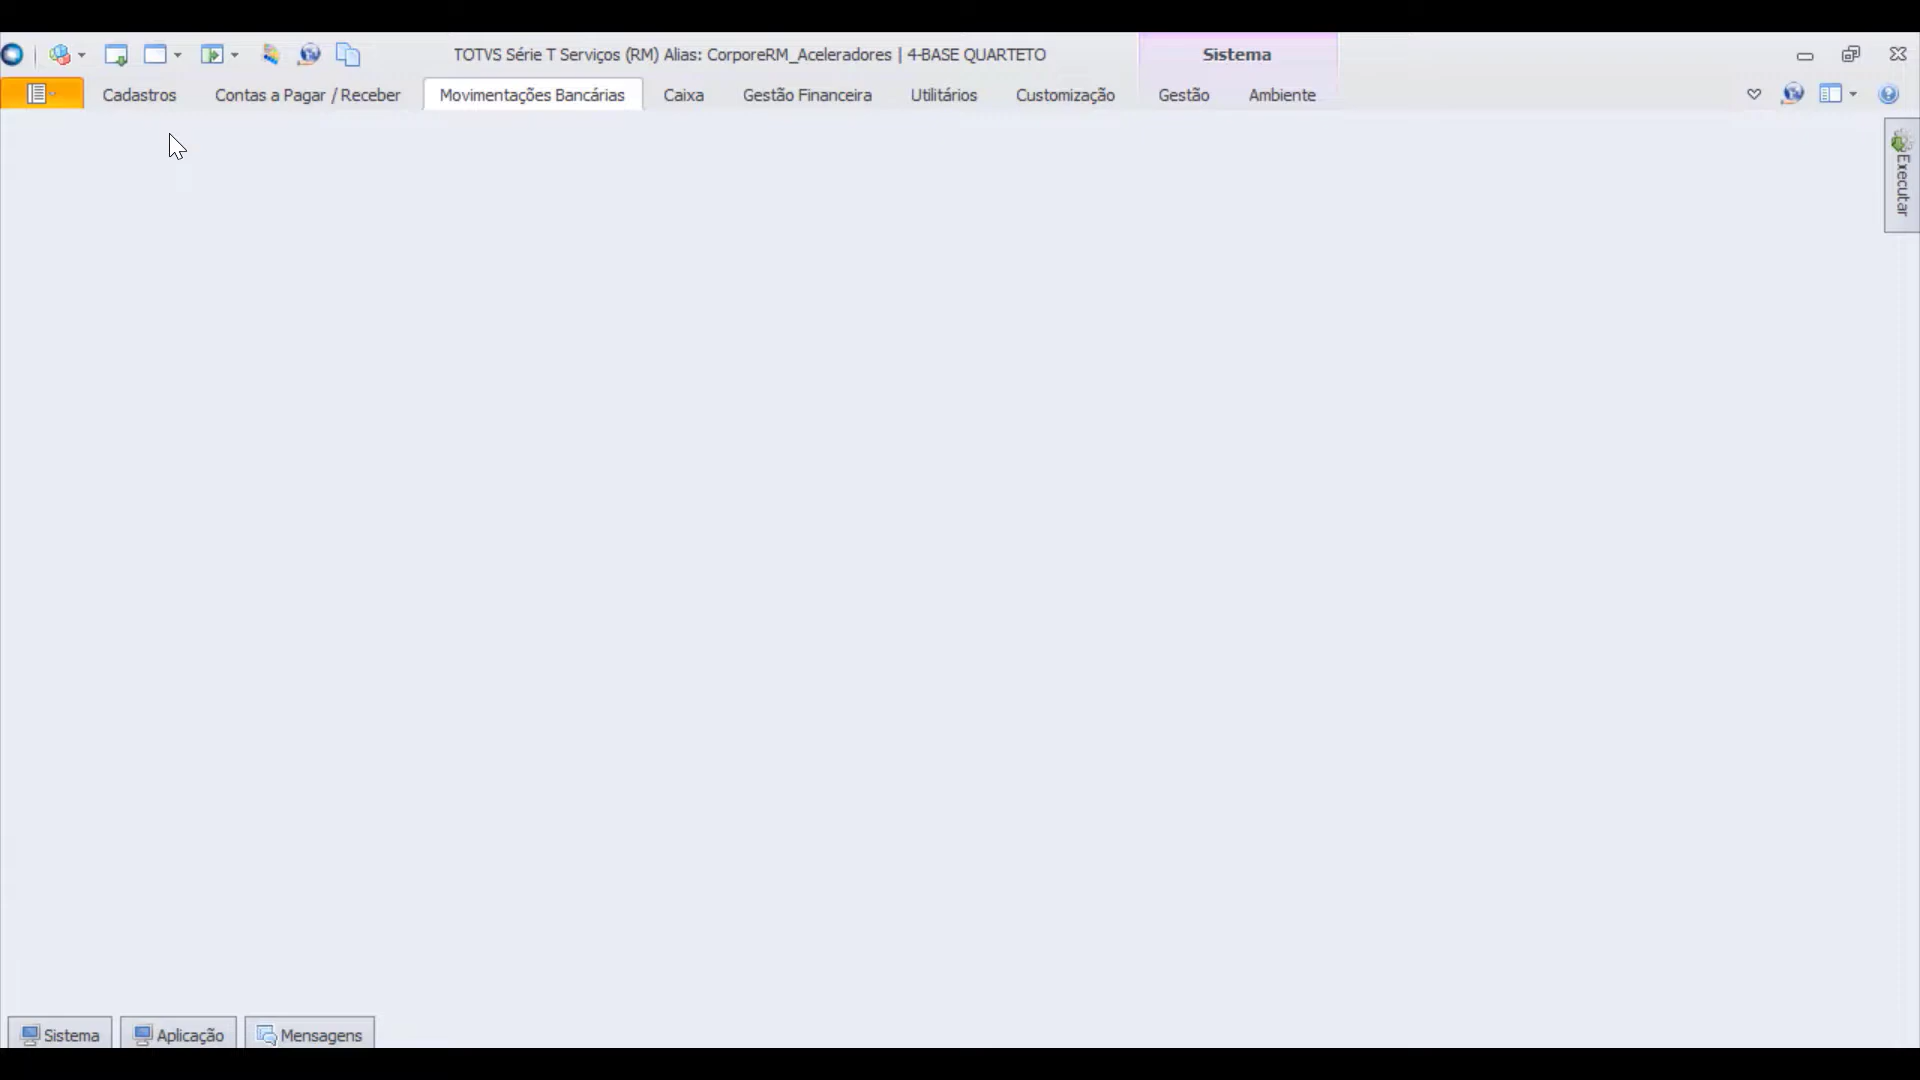 TOTVS Série T Serviços (RM) Alias: CorporeRM_Aceleradores | 4-BASE QUARTETO
Sistema
Cadastros
Contas a Pagar / Receber
Movimentações Bancárias
Caixa
Gestão Financeira
Utilitários
Customização
Gestão
Ambiente
Executar
Sistema
Aplicação
Mensagens